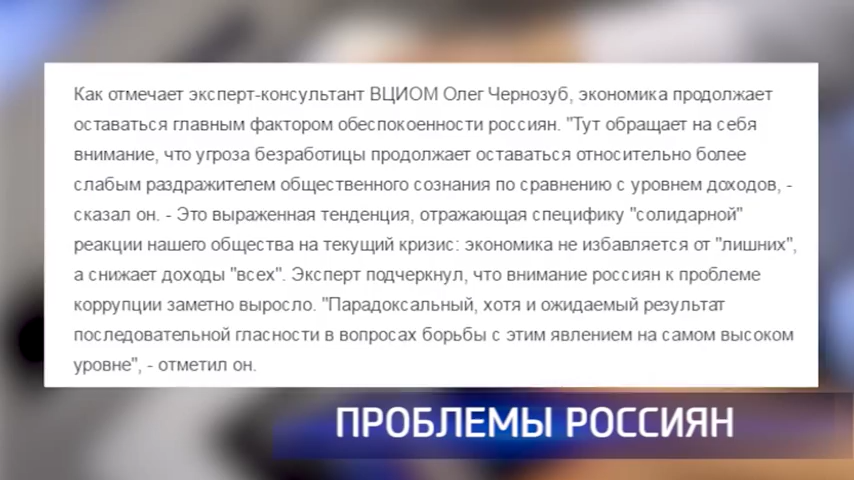 Как отмечает эксперт-консультант ВЦИОМ Олег Чернозуб, экономика продолжает
оставаться главным фактором обеспокоенности россиян. "Тут обращает на себя
внимание, что угроза безработицы продолжает оставаться относительно более
слабым раздражителем общественного сознания по сравнению с уровнем доходов, -
сказал он. - Это выраженная тенденция, отражающая специфику "солидарной"
реакции нашего общества на текущий кризис: экономика не избавляется от "лишних",
а снижает доходы "всех". Эксперт подчеркнул, что внимание россиян к проблеме
коррупции заметно выросло. "Парадоксальный, хотя и ожидаемый результат
последовательной гласности в вопросах борьбы с этим явлением на самом высоком
уровне", - отметил он.
ПРОБЛЕМЫ РОССИЯН